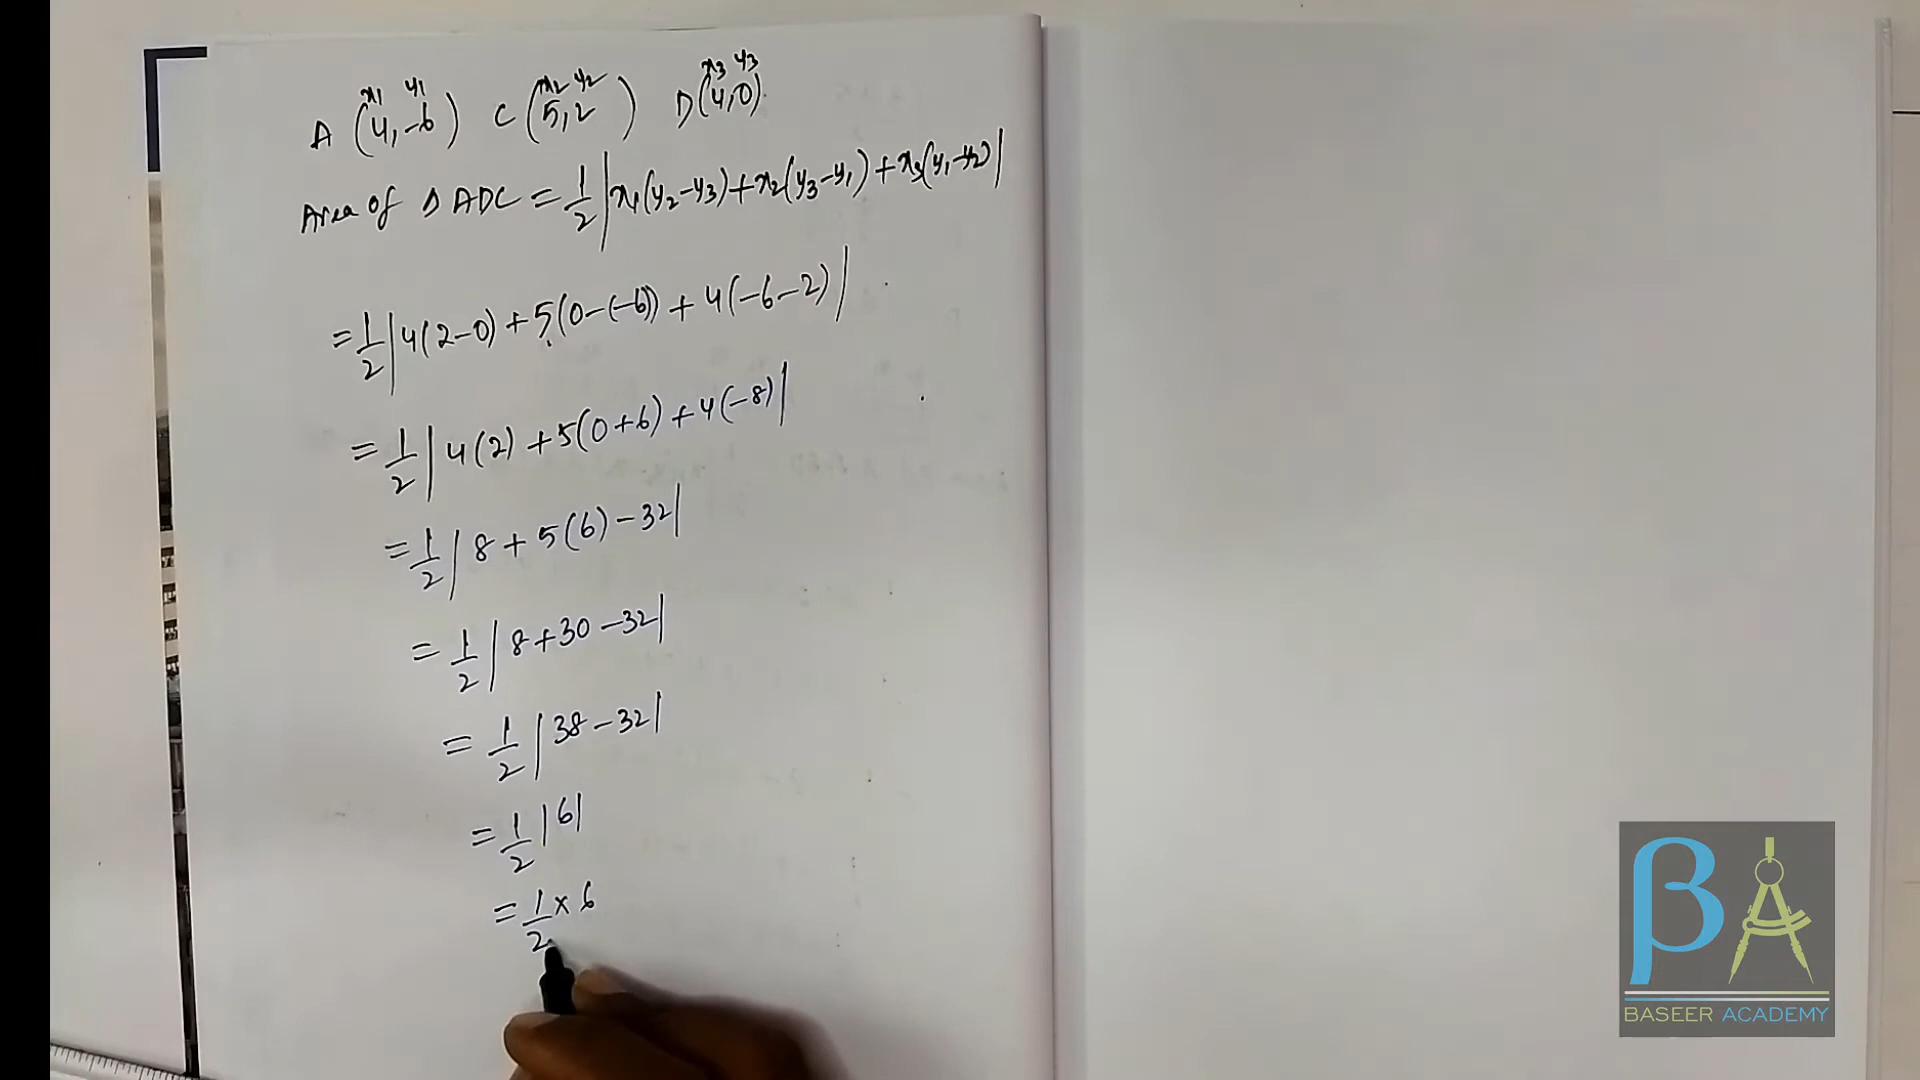 x1 y1 x2 y2 x3 y3
A (4, -6) C (5, 2) D (4, 0).
Area of Δ ADC = 1/2 |x1(y2-y3)+x2(y3-y1)+x3(y1-y2)|
= 1/2 |4(2-0)+5(0-(-6))+4(-6-2)|
= 1/2 |4(2)+5(0+6)+4(-8)|
= 1/2 |8+5(6)-32|
= 1/2 |8+30-32|
= 1/2 |38-32|
= 1/2 |6|
= 1/2 × 6
βA
BASEER ACADEMY